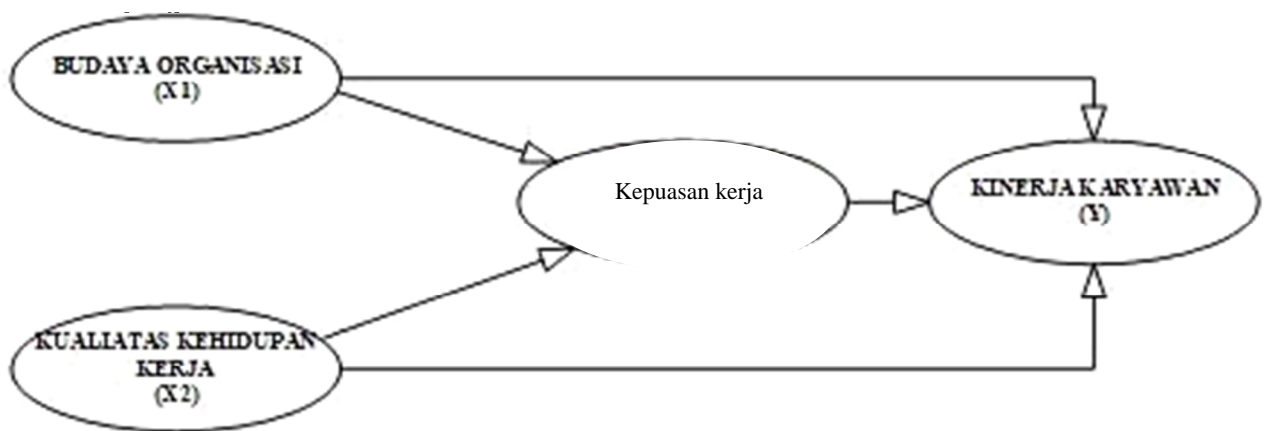 BUDAYA ORGANISASI
(X1)
Kepuasan kerja
KINERJA KARYAWAN
(Y)
KUALIATAS KEHIDUPAN
KERJA
(X2)